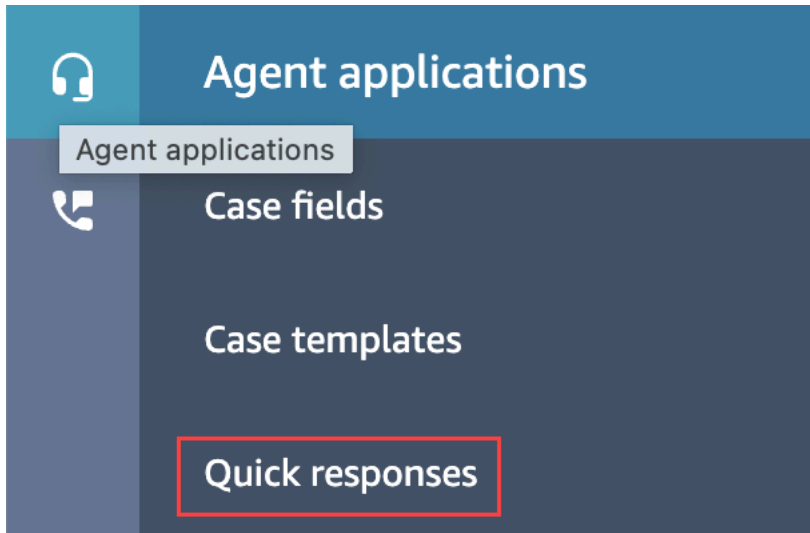 Agent applications
Agent applications
Case fields
Case templates
Quick responses